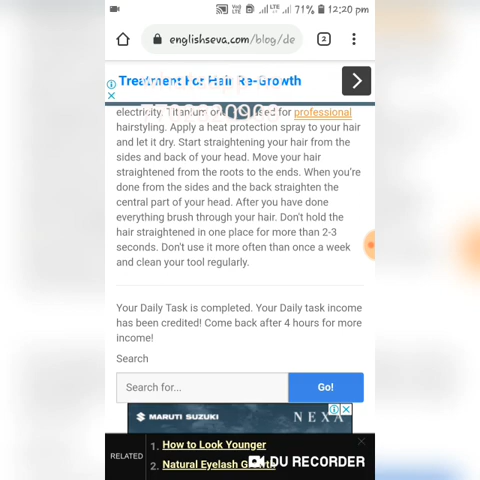 71% 12:20 pm
englishseva.com/blog/de
2
Treatment For Hair Re-Growth
electricity. Titanium used for professional
hairstyling. Apply a heat protection spray to your hair
and let it dry. Start straightening your hair from the
sides and back of your head. Move your hair
straightened from the roots to the ends. When you're
done from the sides and the back straighten the
central part of your head. After you have done
everything brush through your hair. Don't hold the
hair straightened in one place for more than 2-3
seconds. Don't use it more often than once a week
and clean your tool regularly.
Your Daily Task is completed. Your Daily task income
has been credited! Come back after 4 hours for more
income!
Search
Search for...
Go!
MARUTI SUZUKI
NEXA
RELATED
1. How to Look Younger
2. Natural Eyelash Growth
DU RECORDER